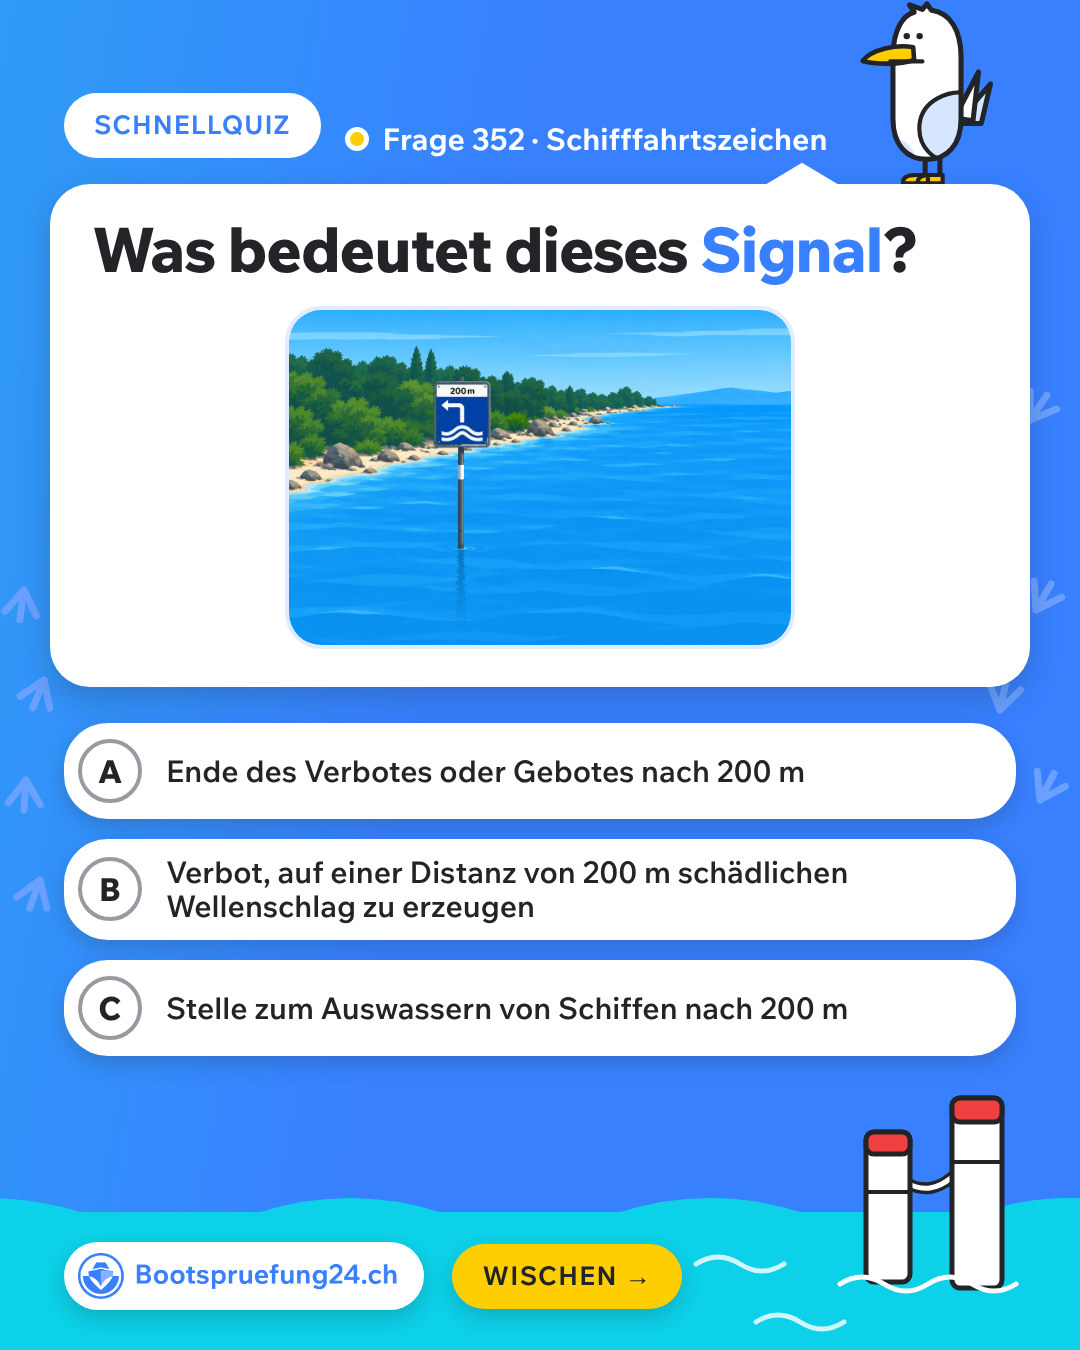 SCHNELLQUIZ
Frage 352 · Schifffahrtszeichen
Was bedeutet dieses Signal?
200 m
A Ende des Verbotes oder Gebotes nach 200 m
B Verbot, auf einer Distanz von 200 m schädlichen
Wellenschlag zu erzeugen
C Stelle zum Auswassern von Schiffen nach 200 m
Bootspruefung24.ch
WISCHEN →